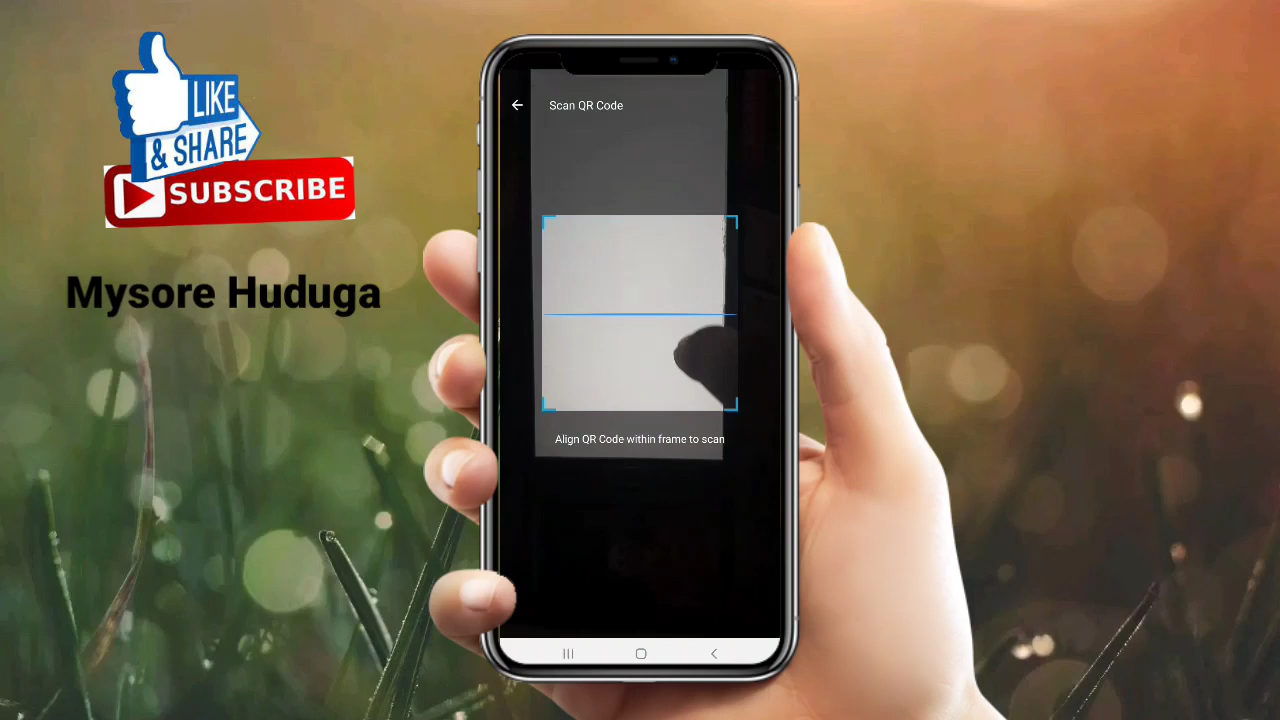 LIKE
& SHARE
SUBSCRIBE
Mysore Huduga
Scan QR Code
Align QR Code within frame to scan